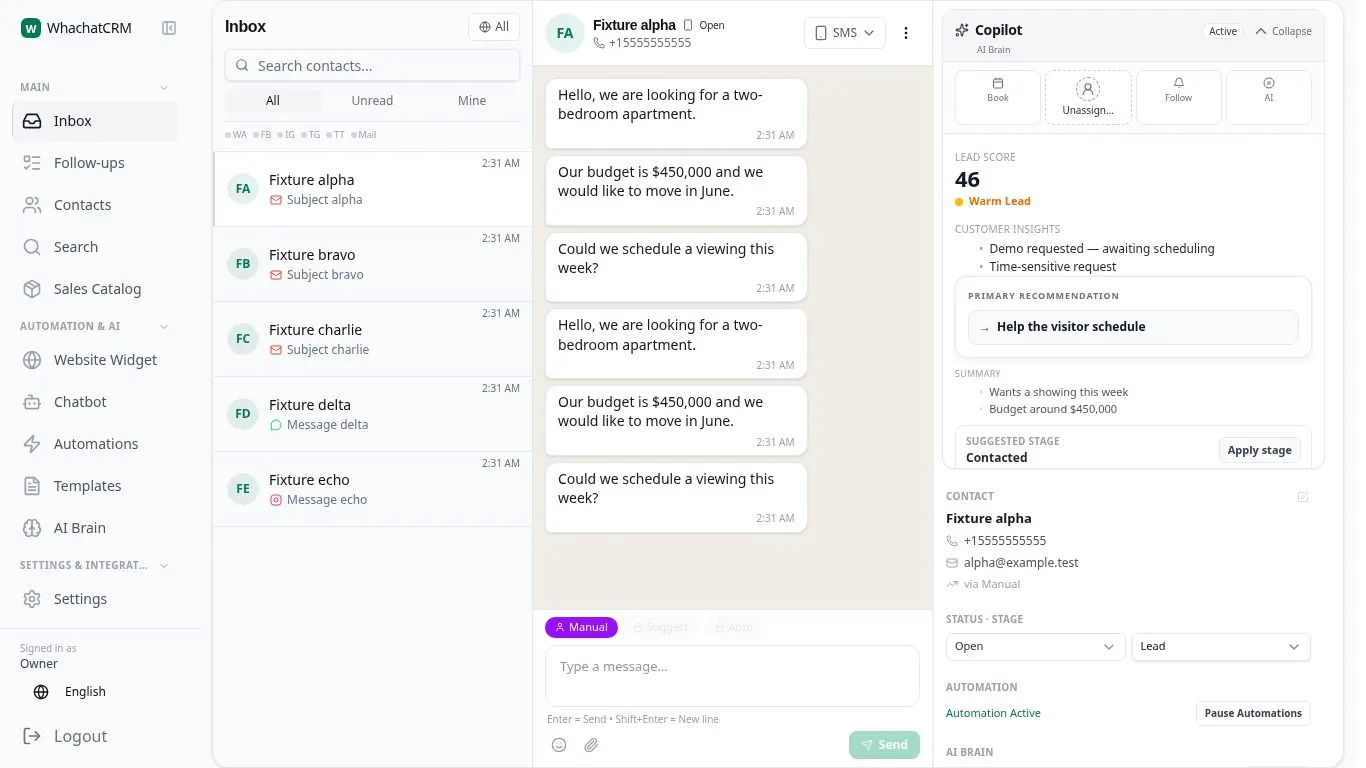 W WhachatCRM
MAIN
Inbox
Follow-ups
Contacts
Search
Sales Catalog
AUTOMATION & AI
Website Widget
Chatbot
Automations
Templates
AI Brain
SETTINGS & INTEGRAT...
Settings
Signed in as
Owner
English
Logout
Inbox
All
Search contacts...
All Unread Mine
WA FB IG TG TT Mail
2:31 AM
FA Fixture alpha
Subject alpha
2:31 AM
FB Fixture bravo
Subject bravo
2:31 AM
FC Fixture charlie
Subject charlie
2:31 AM
FD Fixture delta
Message delta
2:31 AM
FE Fixture echo
Message echo
FA Fixture alpha Open
+15555555555
SMS
Hello, we are looking for a two-
bedroom apartment.
2:31 AM
Our budget is $450,000 and we
would like to move in June.
2:31 AM
Could we schedule a viewing this
week?
2:31 AM
Hello, we are looking for a two-
bedroom apartment.
2:31 AM
Our budget is $450,000 and we
would like to move in June.
2:31 AM
Could we schedule a viewing this
week?
2:31 AM
Manual Suggest Auto
Type a message...
Enter = Send • Shift+Enter = New line
Send
Copilot Active Collapse
AI Brain
Book Unassign... Follow AI
LEAD SCORE
46
Warm Lead
CUSTOMER INSIGHTS
Demo requested — awaiting scheduling
Time-sensitive request
PRIMARY RECOMMENDATION
→ Help the visitor schedule
SUMMARY
Wants a showing this week
Budget around $450,000
SUGGESTED STAGE
Contacted
Apply stage
CONTACT
Fixture alpha
+15555555555
alpha@example.test
via Manual
STATUS · STAGE
Open Lead
AUTOMATION
Automation Active Pause Automations
AI BRAIN